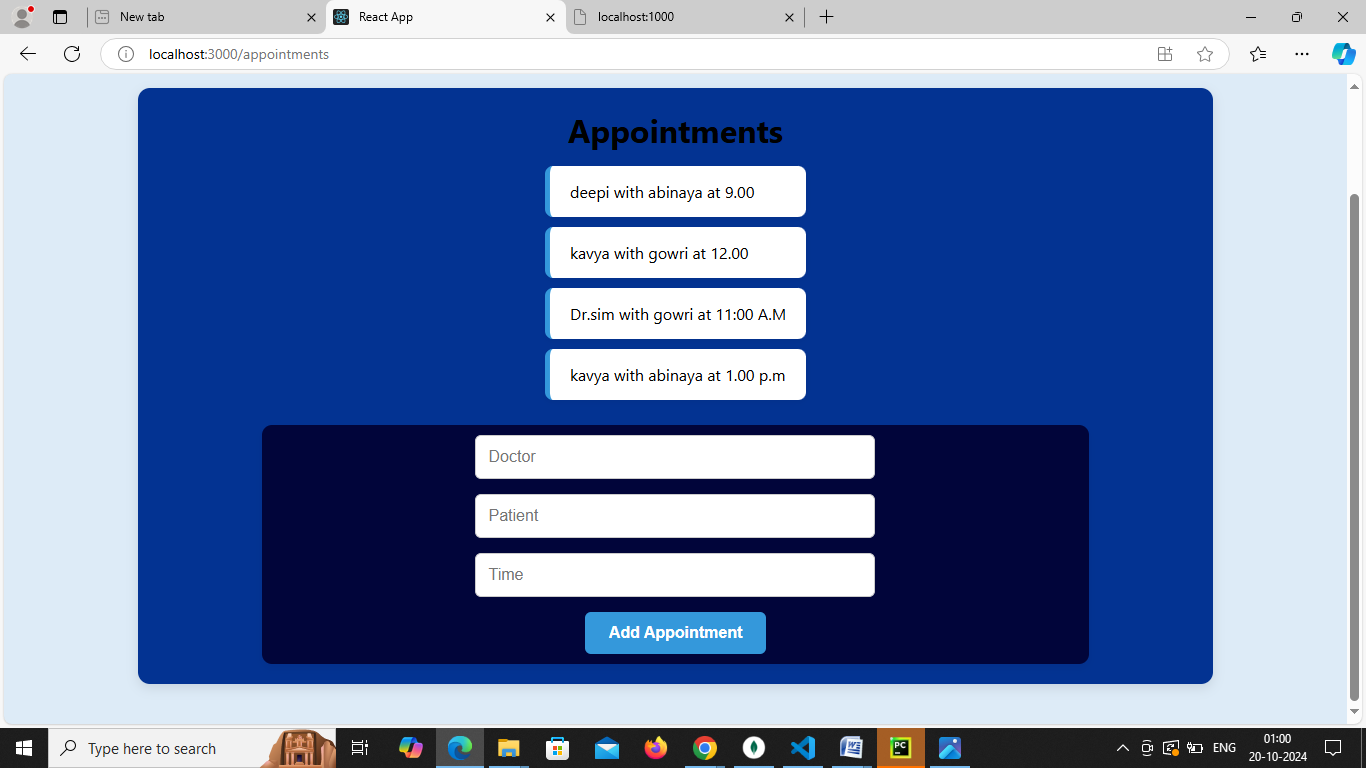 New tab
React App
localhost:1000
localhost:3000/appointments
Appointments
deepi with abinaya at 9.00
kavya with gowri at 12.00
Dr.sim with gowri at 11:00 A.M
kavya with abinaya at 1.00 p.m
Doctor
Patient
Time
Add Appointment
Type here to search
PC
ENG
01:00
20-10-2024